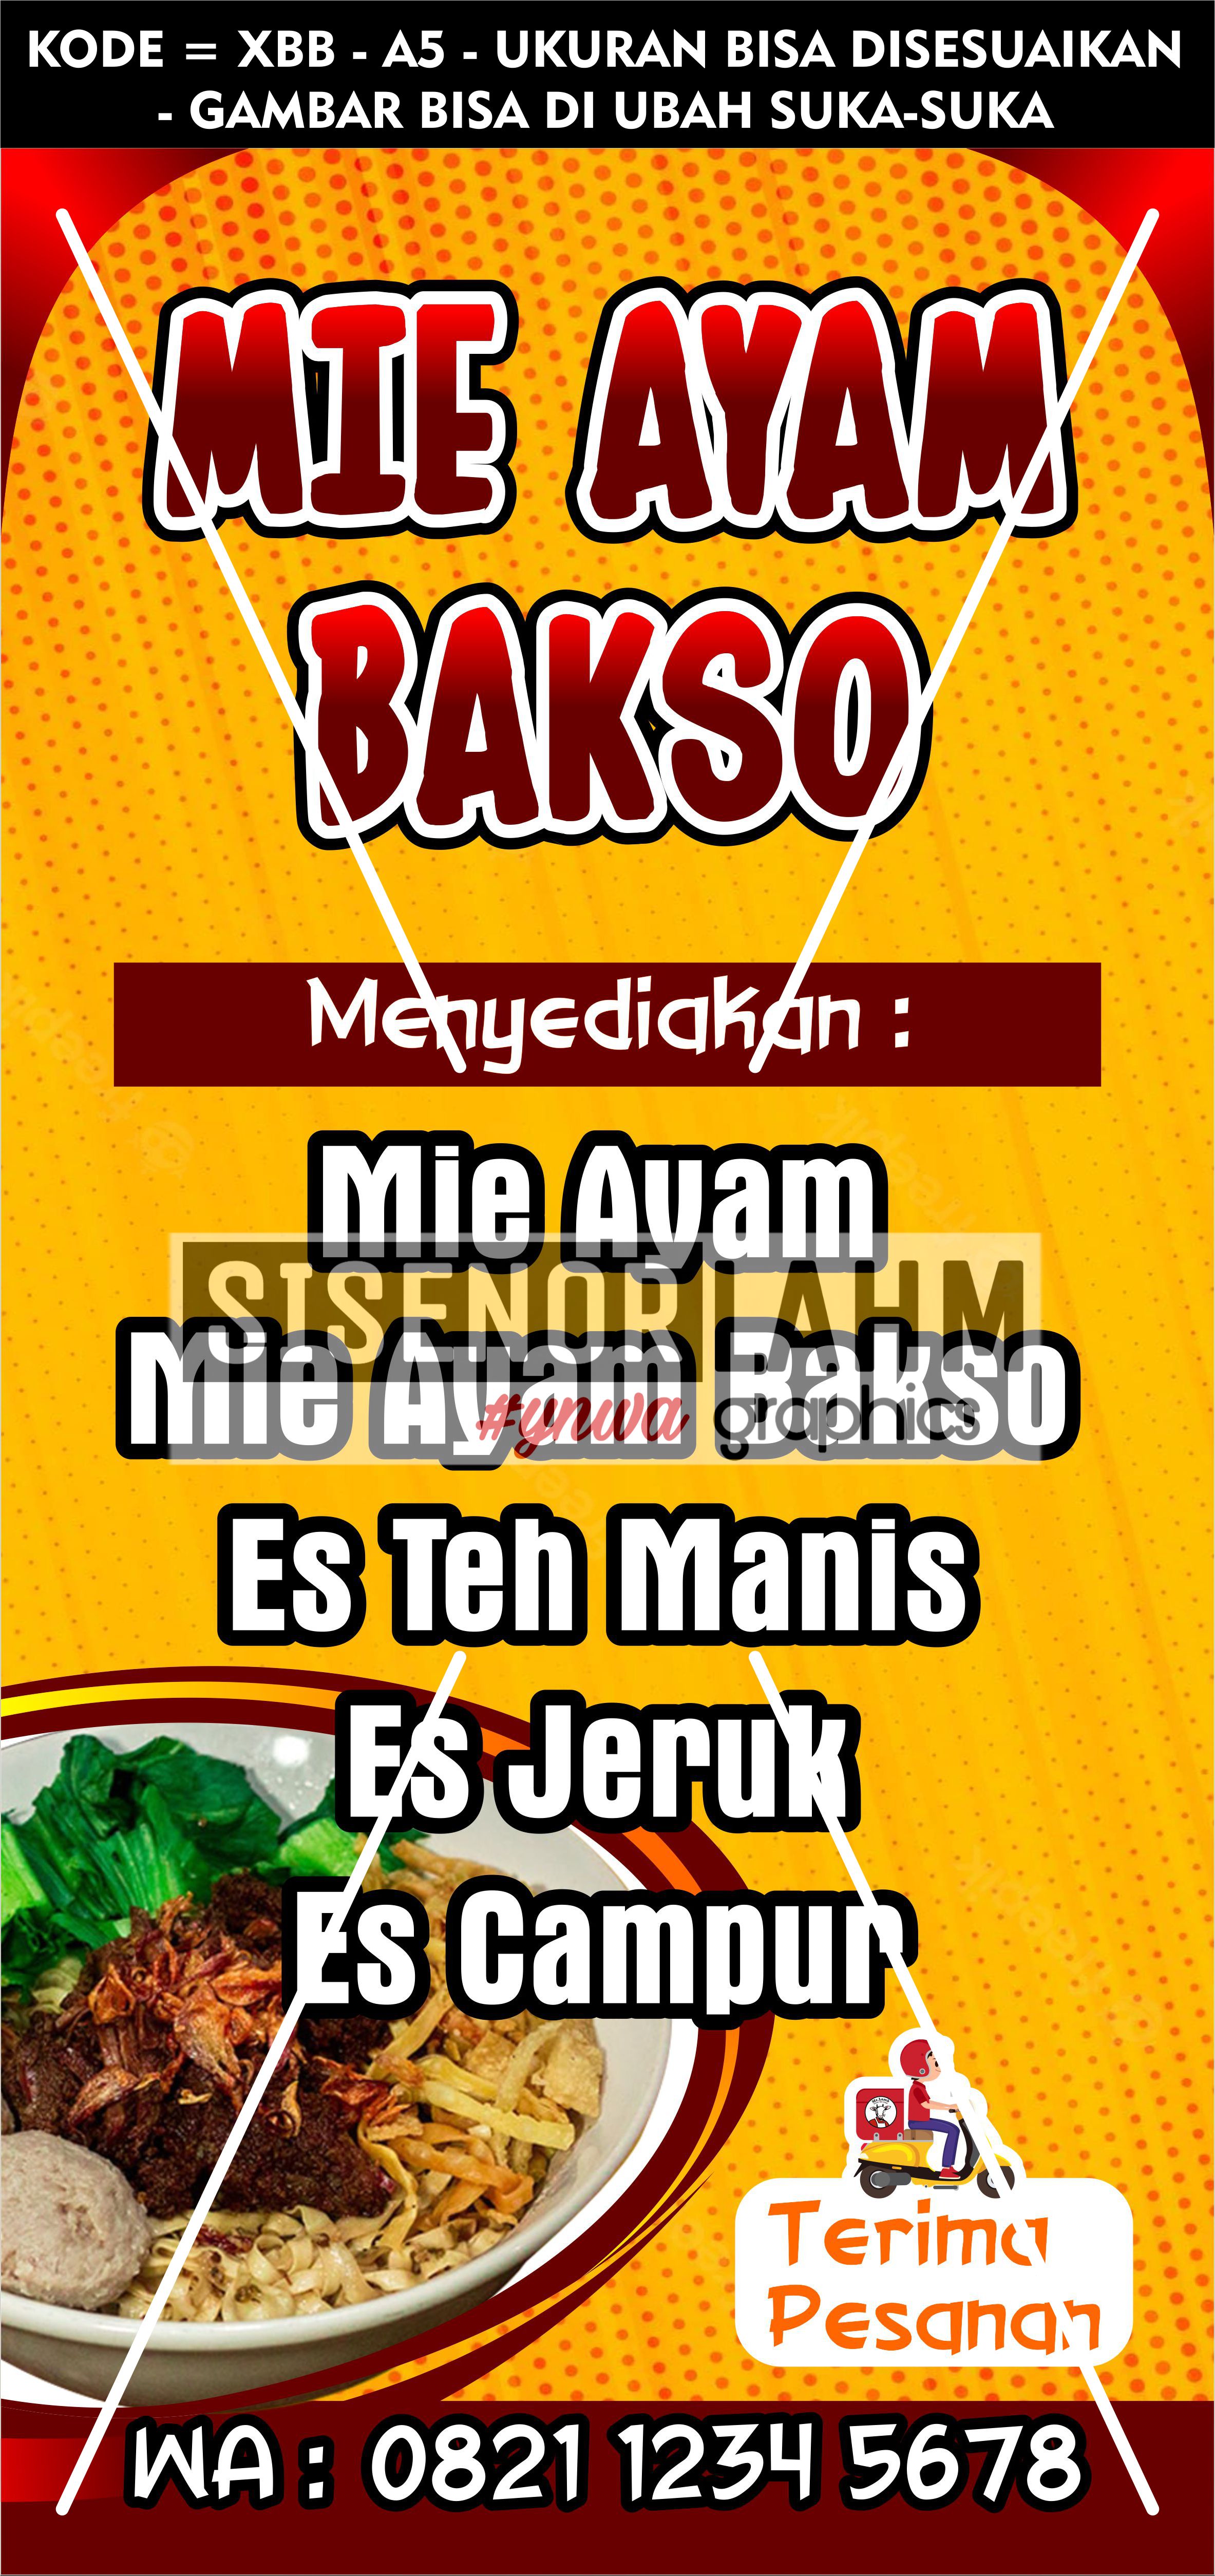 KODE = XBB - A5 - UKURAN BISA DISESUAIKAN
- GAMBAR BISA DI UBAH SUKA-SUKA
MIE AYAM
BAKSO
Menyediakan :
Mie Ayam
SISENOR AHM
Mie Ayam Bakso
#ynwa graphics
Es Teh Manis
Es Jeruk
Es Campur
Terima
Pesanan
WA : 0821 1234 5678